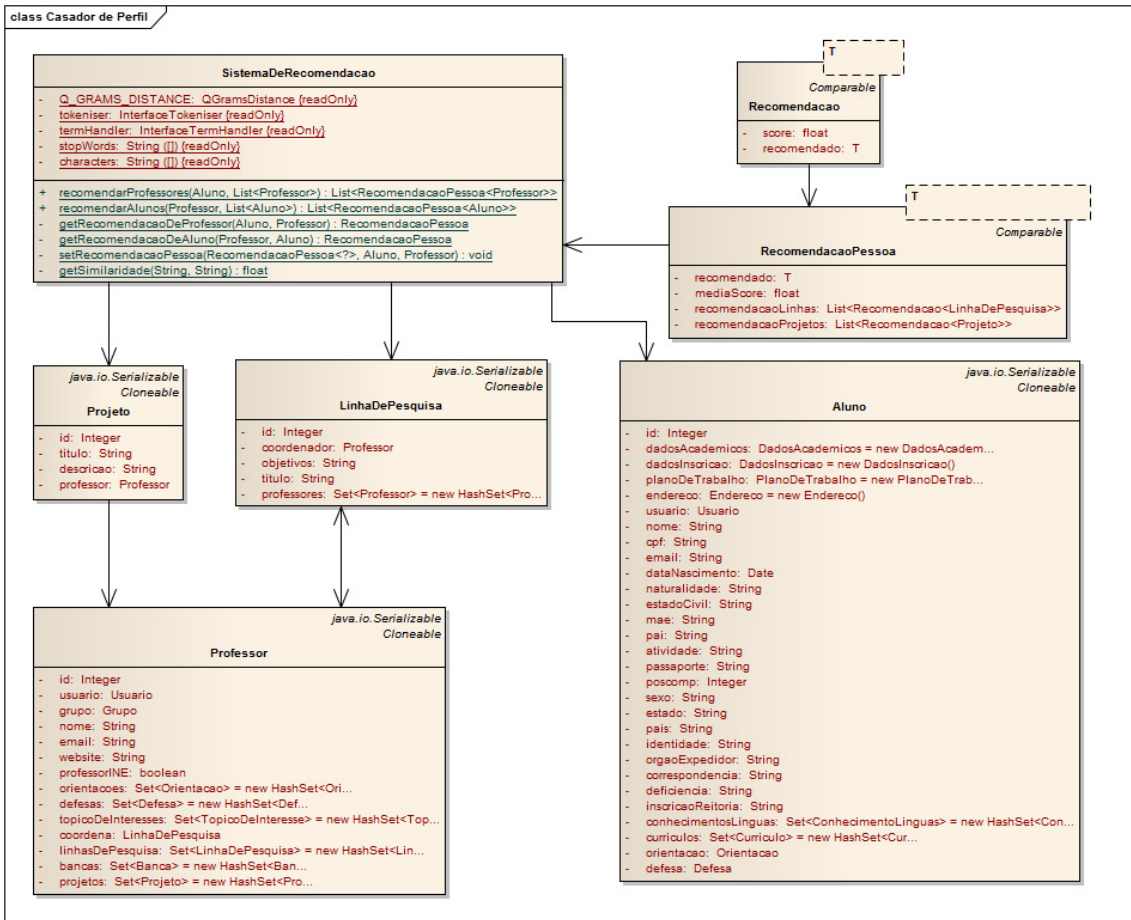 class Casador de Perfil
SistemaDeRecomendacao
- Q_GRAMS_DISTANCE: QGramsDistance {readOnly}
- tokeniser: InterfaceTokeniser {readOnly}
- termHandler: InterfaceTermHandler {readOnly}
- stopWords: String ([]) {readOnly}
- characters: String ([]) {readOnly}
+ recomendarProfessores(Aluno, List<Professor>) : List<RecomendacaoPessoa<Professor>>
+ recomendarAlunos(Professor, List<Aluno>) : List<RecomendacaoPessoa<Aluno>>
- getRecomendacaoDeProfessor(Aluno, Professor) : RecomendacaoPessoa
- getRecomendacaoDeAluno(Professor, Aluno) : RecomendacaoPessoa
- setRecomendacaoPessoa(RecomendacaoPessoa<?>, Aluno, Professor) : void
- getSimilaridade(String, String) : float
T
Comparable
Recomendacao
- score: float
- recomendado: T
T
Comparable
RecomendacaoPessoa
- recomendado: T
- mediaScore: float
- recomendacaoLinhas: List<Recomendacao<LinhaDePesquisa>>
- recomendacaoProjetos: List<Recomendacao<Projeto>>
java.io.Serializable
Cloneable
Projeto
- id: Integer
- titulo: String
- descricao: String
- professor: Professor
java.io.Serializable
Cloneable
LinhaDePesquisa
- id: Integer
- coordenador: Professor
- objetivos: String
- titulo: String
- professores: Set<Professor> = new HashSet<Pro...
java.io.Serializable
Cloneable
Aluno
- id: Integer
- dadosAcademicos: DadosAcademicos = new DadosAcadem...
- dadosInscricao: DadosInscricao = new DadosInscricao()
- planoDeTrabalho: PlanoDeTrabalho = new PlanoDeTrab...
- endereco: Endereco = new Endereco()
- usuario: Usuario
- nome: String
- cpf: String
- email: String
- dataNascimento: Date
- naturalidade: String
- estadoCivil: String
- mae: String
- pai: String
- atividade: String
- passaporte: String
- poscomp: Integer
- sexo: String
- estado: String
- pais: String
- identidade: String
- orgaoExpedidor: String
- correspondencia: String
- deficiencia: String
- inscricaoReitoria: String
- conhecimentosLinguas: Set<ConhecimentoLinguas> = new HashSet<Con...
- curriculos: Set<Curriculo> = new HashSet<Cur...
- orientacao: Orientacao
- defesa: Defesa
java.io.Serializable
Cloneable
Professor
- id: Integer
- usuario: Usuario
- grupo: Grupo
- nome: String
- email: String
- website: String
- professorINE: boolean
- orientacoes: Set<Orientacao> = new HashSet<Ori...
- defesas: Set<Defesa> = new HashSet<Def...
- topicoDeInteresses: Set<TopicoDeInteresse> = new HashSet<Top...
- coordena: LinhaDePesquisa
- linhasDePesquisa: Set<LinhaDePesquisa> = new HashSet<Lin...
- bancas: Set<Banca> = new HashSet<Ban...
- projetos: Set<Projeto> = new HashSet<Pro...